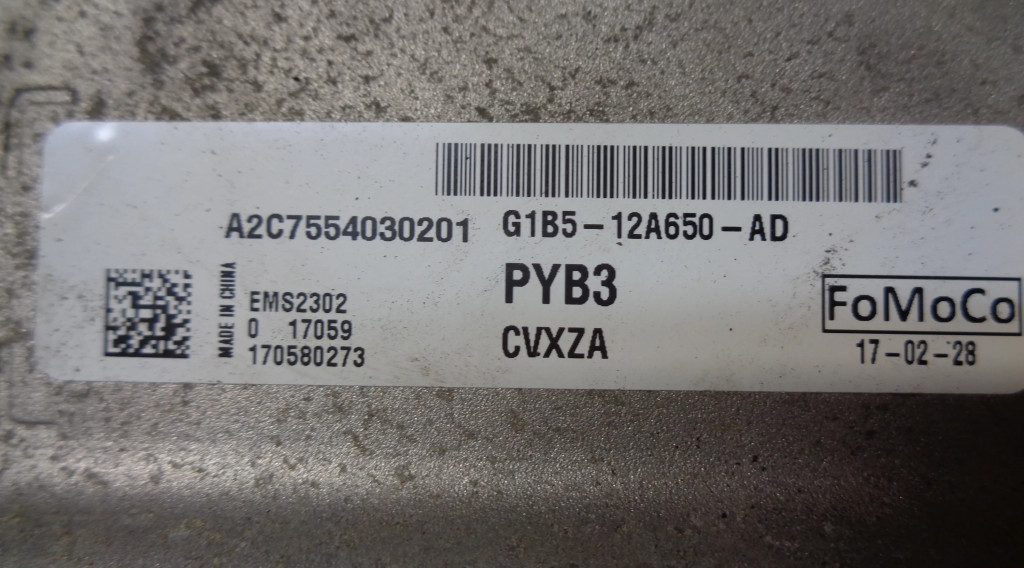 A2C7554030201 G1B5-12A650-AD
MADE IN CHINA
EMS2302
0 17059
170580273
PYB3
CVXZA
FoMoCo
17-02-28